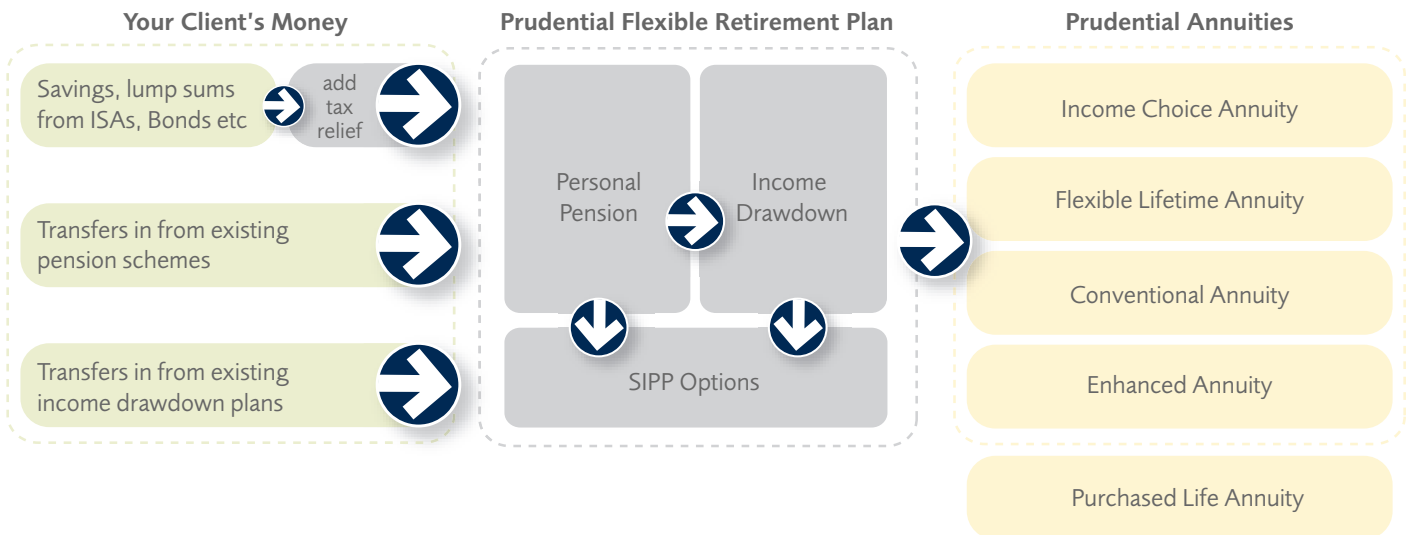 Your Client's Money
Savings, lump sums
from ISAs, Bonds etc
add
tax
relief
Transfers in from existing
pension schemes
Transfers in from existing
income drawdown plans
Prudential Flexible Retirement Plan
Personal
Pension
Income
Drawdown
SIPP Options
Prudential Annuities
Income Choice Annuity
Flexible Lifetime Annuity
Conventional Annuity
Enhanced Annuity
Purchased Life Annuity